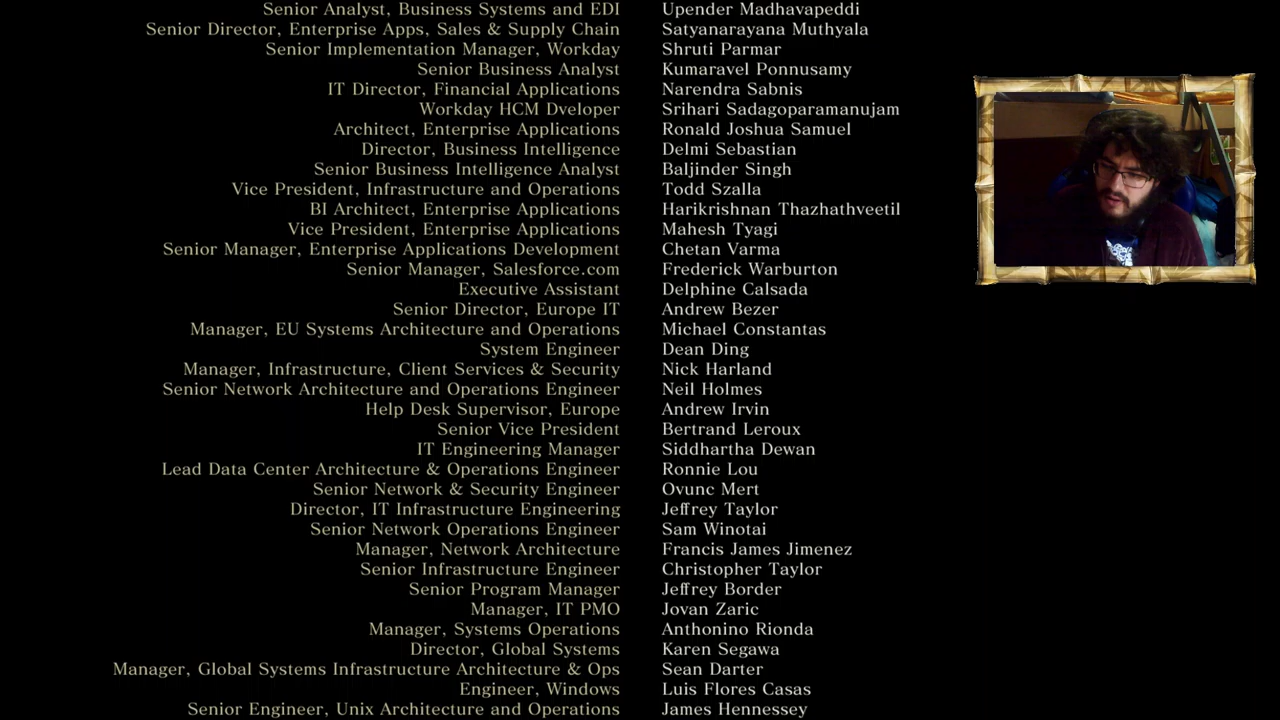 Senior Analyst, Business Systems and EDI Upender Madhavapeddi
Senior Director, Enterprise Apps, Sales & Supply Chain Satyanarayana Muthyala
Senior Implementation Manager, Workday Shruti Parmar
Senior Business Analyst Kumaravel Ponnusamy
IT Director, Financial Applications Narendra Sabnis
Workday HCM Dveloper Srihari Sadagoparamanujam
Architect, Enterprise Applications Ronald Joshua Samuel
Director, Business Intelligence Delmi Sebastian
Senior Business Intelligence Analyst Baljinder Singh
Vice President, Infrastructure and Operations Todd Szalla
BI Architect, Enterprise Applications Harikrishnan Thazhathveetil
Vice President, Enterprise Applications Mahesh Tyagi
Senior Manager, Enterprise Applications Development Chetan Varma
Senior Manager, Salesforce.com Frederick Warburton
Executive Assistant Delphine Calsada
Senior Director, Europe IT Andrew Bezer
Manager, EU Systems Architecture and Operations Michael Constantas
System Engineer Dean Ding
Manager, Infrastructure, Client Services & Security Nick Harland
Senior Network Architecture and Operations Engineer Neil Holmes
Help Desk Supervisor, Europe Andrew Irvin
Senior Vice President Bertrand Leroux
IT Engineering Manager Siddhartha Dewan
Lead Data Center Architecture & Operations Engineer Ronnie Lou
Senior Network & Security Engineer Ovunc Mert
Director, IT Infrastructure Engineering Jeffrey Taylor
Senior Network Operations Engineer Sam Winotai
Manager, Network Architecture Francis James Jimenez
Senior Infrastructure Engineer Christopher Taylor
Senior Program Manager Jeffrey Border
Manager, IT PMO Jovan Zaric
Manager, Systems Operations Anthonino Rionda
Director, Global Systems Karen Segawa
Manager, Global Systems Infrastructure Architecture & Ops Sean Darter
Engineer, Windows Luis Flores Casas
Senior Engineer, Unix Architecture and Operations James Hennessey